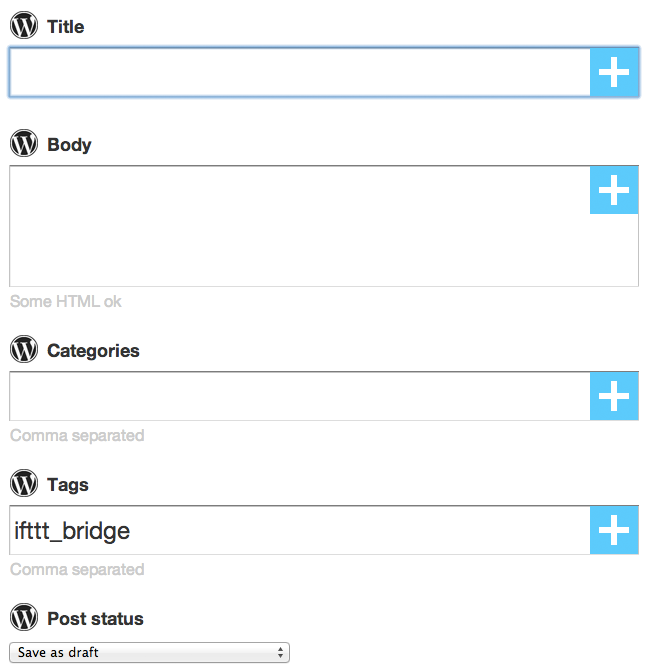 Title
Body
Some HTML ok
Categories
Comma separated
Tags
ifttt_bridge
Comma separated
Post status
Save as draft